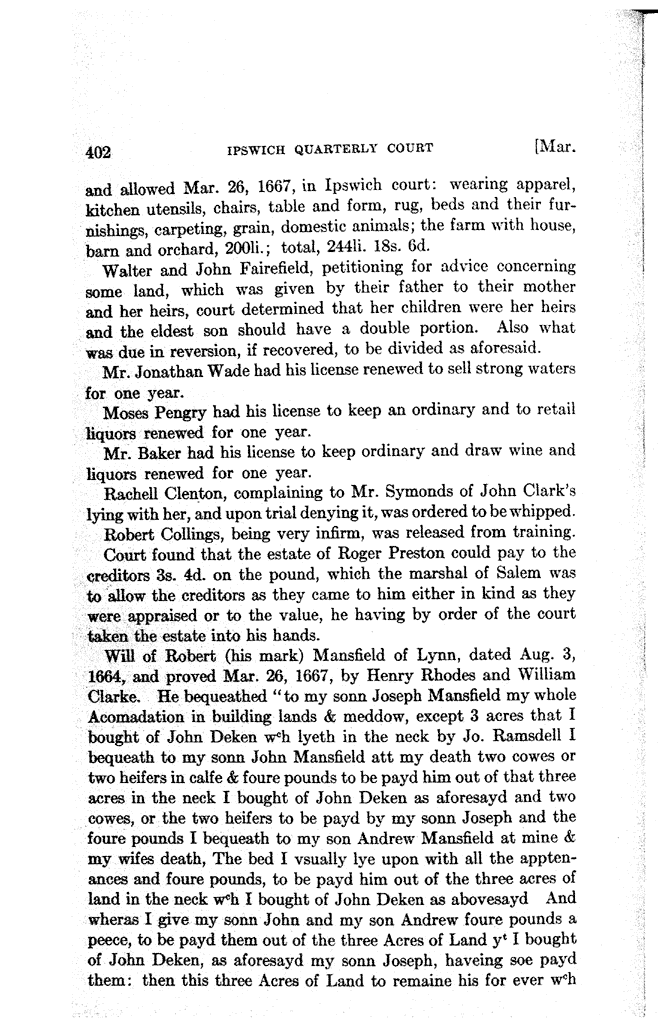 402 IPSWICH QUARTERLY COURT [Mar.
and allowed Mar. 26, 1667, in Ipswich court: wearing apparel,
kitchen utensils, chairs, table and form, rug, beds and their fur-
nishings, carpeting, grain, domestic animals; the farm with house,
barn and orchard, 200li.; total, 244li. 18s. 6d.
Walter and John Fairefield, petitioning for advice concerning
some land, which was given by their father to their mother
and her heirs, court determined that her children were her heirs
and the eldest son should have a double portion. Also what
was due in reversion, if recovered, to be divided as aforesaid.
Mr. Jonathan Wade had his license renewed to sell strong waters
for one year.
Moses Pengry had his license to keep an ordinary and to retail
liquors renewed for one year.
Mr. Baker had his license to keep ordinary and draw wine and
liquors renewed for one year.
Rachell Clenton, complaining to Mr. Symonds of John Clark's
lying with her, and upon trial denying it, was ordered to be whipped.
Robert Collings, being very infirm, was released from training.
Court found that the estate of Roger Preston could pay to the
creditors 3s. 4d. on the pound, which the marshal of Salem was
to allow the creditors as they came to him either in kind as they
were appraised or to the value, he having by order of the court
taken the estate into his hands.
Will of Robert (his mark) Mansfield of Lynn, dated Aug. 3,
1664, and proved Mar. 26, 1667, by Henry Rhodes and William
Clarke. He bequeathed "to my sonn Joseph Mansfield my whole
Acomadation in building lands & meddow, except 3 acres that I
bought of John Deken wᶜh lyeth in the neck by Jo. Ramsdell I
bequeath to my sonn John Mansfield att my death two cowes or
two heifers in calfe & foure pounds to be payd him out of that three
acres in the neck I bought of John Deken as aforesayd and two
cowes, or the two heifers to be payd by my sonn Joseph and the
foure pounds I bequeath to my son Andrew Mansfield at mine &
my wifes death, The bed I vsually lye upon with all the appten-
ances and foure pounds, to be payd him out of the three acres of
land in the neck wᶜh I bought of John Deken as abovesayd And
wheras I give my sonn John and my son Andrew foure pounds a
peece, to be payd them out of the three Acres of Land yᵗ I bought
of John Deken, as aforesayd my sonn Joseph, haveing soe payd
them: then this three Acres of Land to remaine his for ever wᶜh